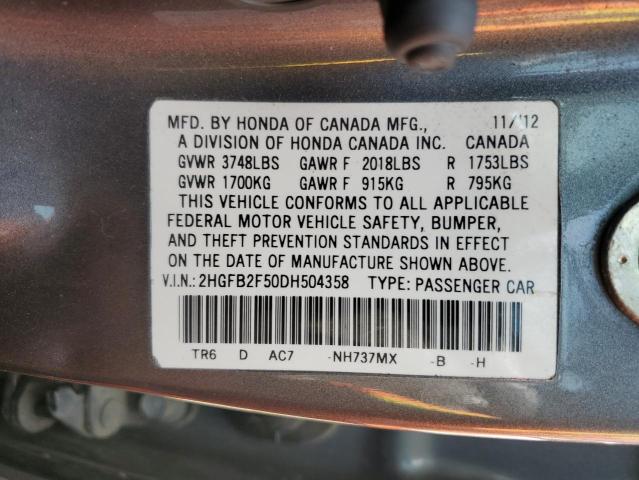 MFD. BY HONDA OF CANADA MFG., 11/12
A DIVISION OF HONDA CANADA INC. CANADA
GVWR 3748LBS GAWR F 2018LBS R 1753LBS
GVWR 1700KG GAWR F 915KG R 795KG
THIS VEHICLE CONFORMS TO ALL APPLICABLE
FEDERAL MOTOR VEHICLE SAFETY, BUMPER,
AND THEFT PREVENTION STANDARDS IN EFFECT
ON THE DATE OF MANUFACTURE SHOWN ABOVE.
V.I.N.: 2HGFB2F50DH504358 TYPE: PASSENGER CAR
TR6 D AC7 -NH737MX -B -H